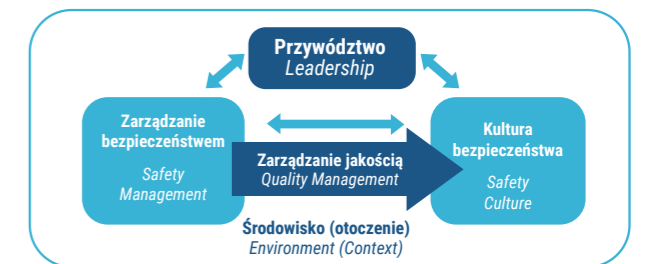 Przywództwo
Leadership
Zarządzanie
bezpieczeństwem
Safety
Management
Zarządzanie jakością
Quality Management
Kultura
bezpieczeństwa
Safety
Culture
Środowisko (otoczenie)
Environment (Context)